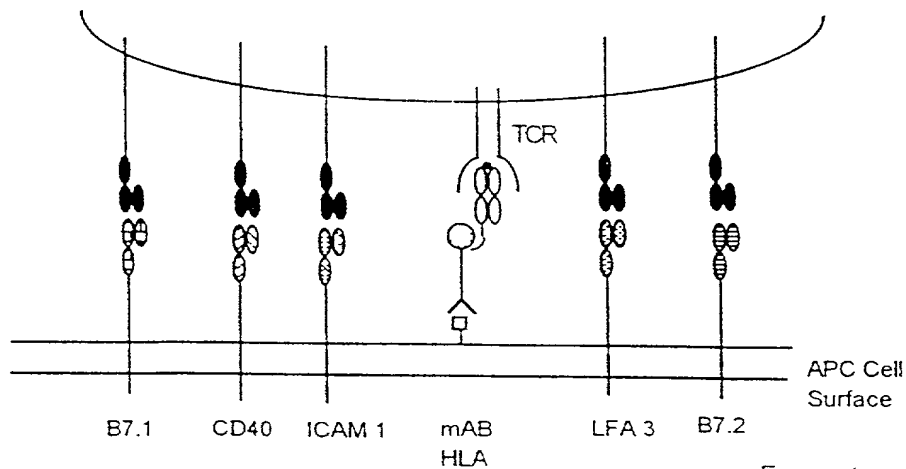 TCR
APC Cell
Surface
B7.1
CD40
ICAM 1
mAB
HLA
LFA 3
B7.2